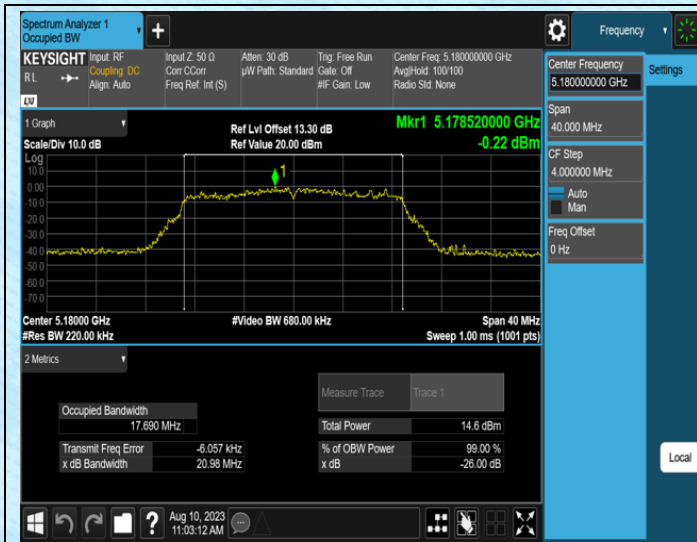 Spectrum Analyzer 1
Occupied BW
Frequency
KEYSIGHT
RL
LXI
Input: RF
Coupling: DC
Align: Auto
Input Z: 50 Ω
Corr CCorr
Freq Ref: Int (S)
Atten: 30 dB
µW Path: Standard
Trig: Free Run
Gate: Off
#IF Gain: Low
Center Freq: 5.180000000 GHz
Avg|Hold: 100/100
Radio Std: None
Center Frequency
5.180000000 GHz
Settings
Span
40.000 MHz
CF Step
4.000000 MHz
Auto
Man
Freq Offset
0 Hz
Local
1 Graph
Scale/Div 10.0 dB
Ref Lvl Offset 13.30 dB
Ref Value 20.00 dBm
Mkr1 5.178520000 GHz
-0.22 dBm
Log
1
10.0
0.00
-10.0
-20.0
-30.0
-40.0
-50.0
-60.0
-70.0
Center 5.18000 GHz
#Res BW 220.00 kHz
#Video BW 680.00 kHz
Span 40 MHz
Sweep 1.00 ms (1001 pts)
2 Metrics
Measure Trace Trace 1
Occupied Bandwidth
17.690 MHz
Total Power 14.6 dBm
Transmit Freq Error -6.057 kHz
% of OBW Power 99.00 %
x dB Bandwidth 20.98 MHz
x dB -26.00 dB
Aug 10, 2023
11:03:12 AM